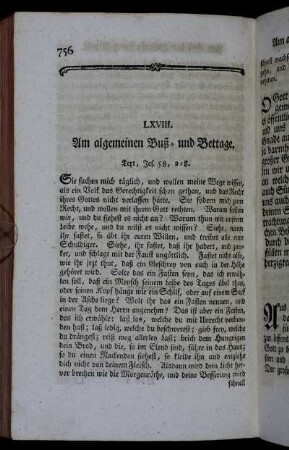 756
LXVIII.
Am algemeinen Buß- und Bettage.
Text. Jes. 58, 2-8.
Sie suchen mich täglich, und wollen meine Wege wissen,
als ein Volk das Gerechtigkeit schon gethan, und das Recht
ihres Gottes nicht verlassen hätte. Sie fodern mich zum
Recht, und wollen mit ihrem Gott rechten. Warum fasten
wir, und du siehest es nicht an? Warum thun wir unserm
Leibe wehe, und du wilst es nicht wissen? Siehe, wenn
ihr fastet, so übt ihr euren Willen, und treibet alle eure
Schuldiger. Siehe, ihr fastet, daß ihr hadert, und zan-
ket, und schlaget mit der Faust ungötlich. Fastet nicht also,
wie ihr jezt thut, daß ein Geschrey von euch in der Höhe
gehöret wird. Solte das ein Fasten seyn, das ich erwäh-
len soll, daß ein Mensch seinem Leibe des Tages übel thu,
oder seinen Kopf hänge wie ein Schilf, oder auf einem Sak
in der Asche liege? Wolt ihr das ein Fasten nennen, und
einen Tag dem Herrn angenehm? Das ist aber ein Fasten,
das ich erwähle: laß los, welche du mit Unrecht verbun-
den hast; laß ledig, welche du beschwerest; gieb frey, welche
du drängest; reiß weg allerley Last; brich dem Hungrigen
dein Brod, und die, so im Elend sind, führe in das Haus;
so du einen Nackenden siehest, so kleide ihn und entziehe
dich nicht von deinem Fleisch. Alsdann wird dein Licht her-
vor brechen wie die Morgenröthe, und deine Besserung wird
schnell